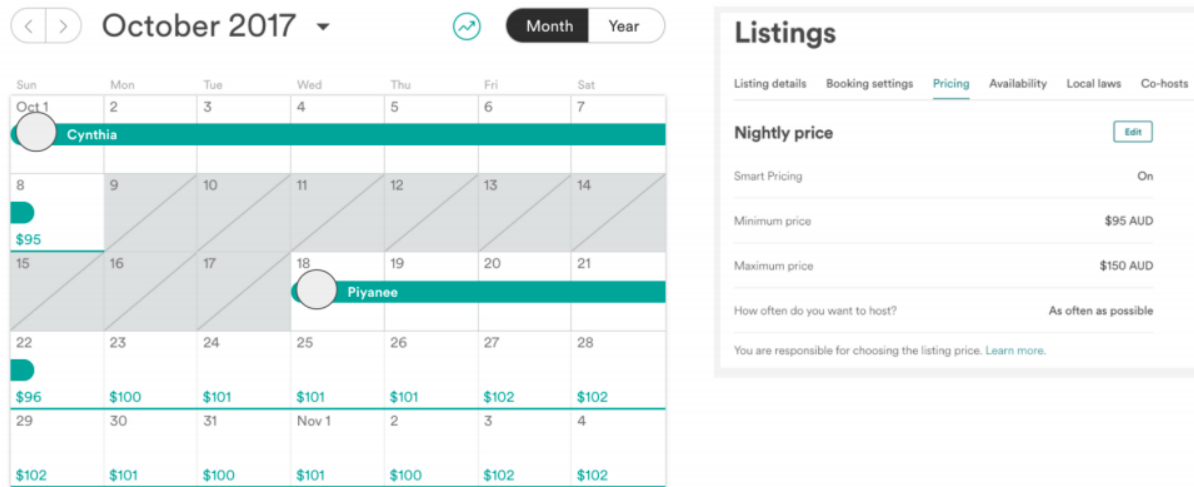 October 2017
Month Year
Sun Mon Tue Wed Thu Fri Sat
Oct 1 2 3 4 5 6 7
Cynthia
8 9 10 11 12 13 14
$95
15 16 17 18 19 20 21
Piyanee
22 23 24 25 26 27 28
$96 $100 $101 $101 $101 $102 $102
29 30 31 Nov 1 2 3 4
$102 $101 $100 $101 $100 $102 $102
Listings
Listing details Booking settings Pricing Availability Local laws Co-hosts
Nightly price Edit
Smart Pricing On
Minimum price $95 AUD
Maximum price $150 AUD
How often do you want to host? As often as possible
You are responsible for choosing the listing price. Learn more.